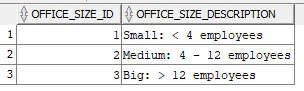 OFFICE_SIZE_ID OFFICE_SIZE_DESCRIPTION
1 1 Small: < 4 employees
2 2 Medium: 4 - 12 employees
3 3 Big: > 12 employees